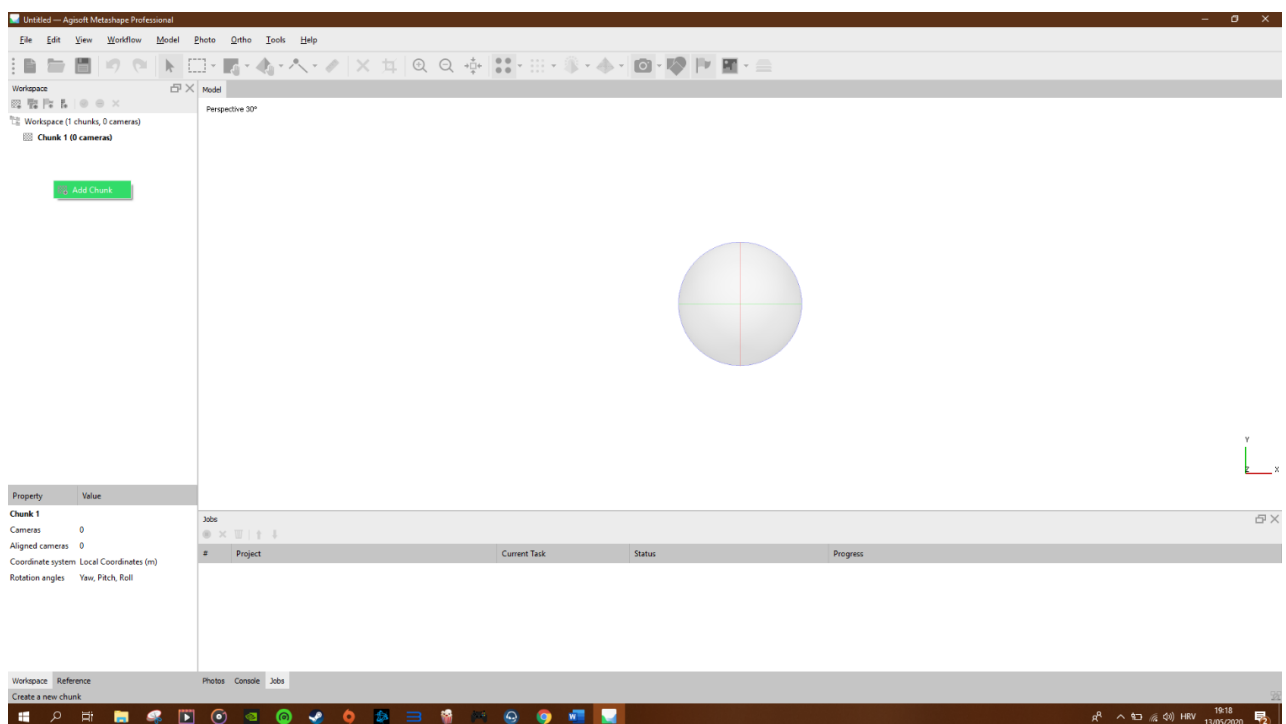 Untitled — Agisoft Metashape Professional
File Edit View Workflow Model Photo Ortho Tools Help
Workspace
Workspace (1 chunks, 0 cameras)
Chunk 1 (0 cameras)
Add Chunk
Model
Perspective 30°
Y
Z X
Property Value
Chunk 1
Cameras 0
Aligned cameras 0
Coordinate system Local Coordinates (m)
Rotation angles Yaw, Pitch, Roll
Jobs
# Project Current Task Status Progress
Workspace Reference
Photos Console Jobs
Create a new chunk
HRV
19:18
13/05/2020